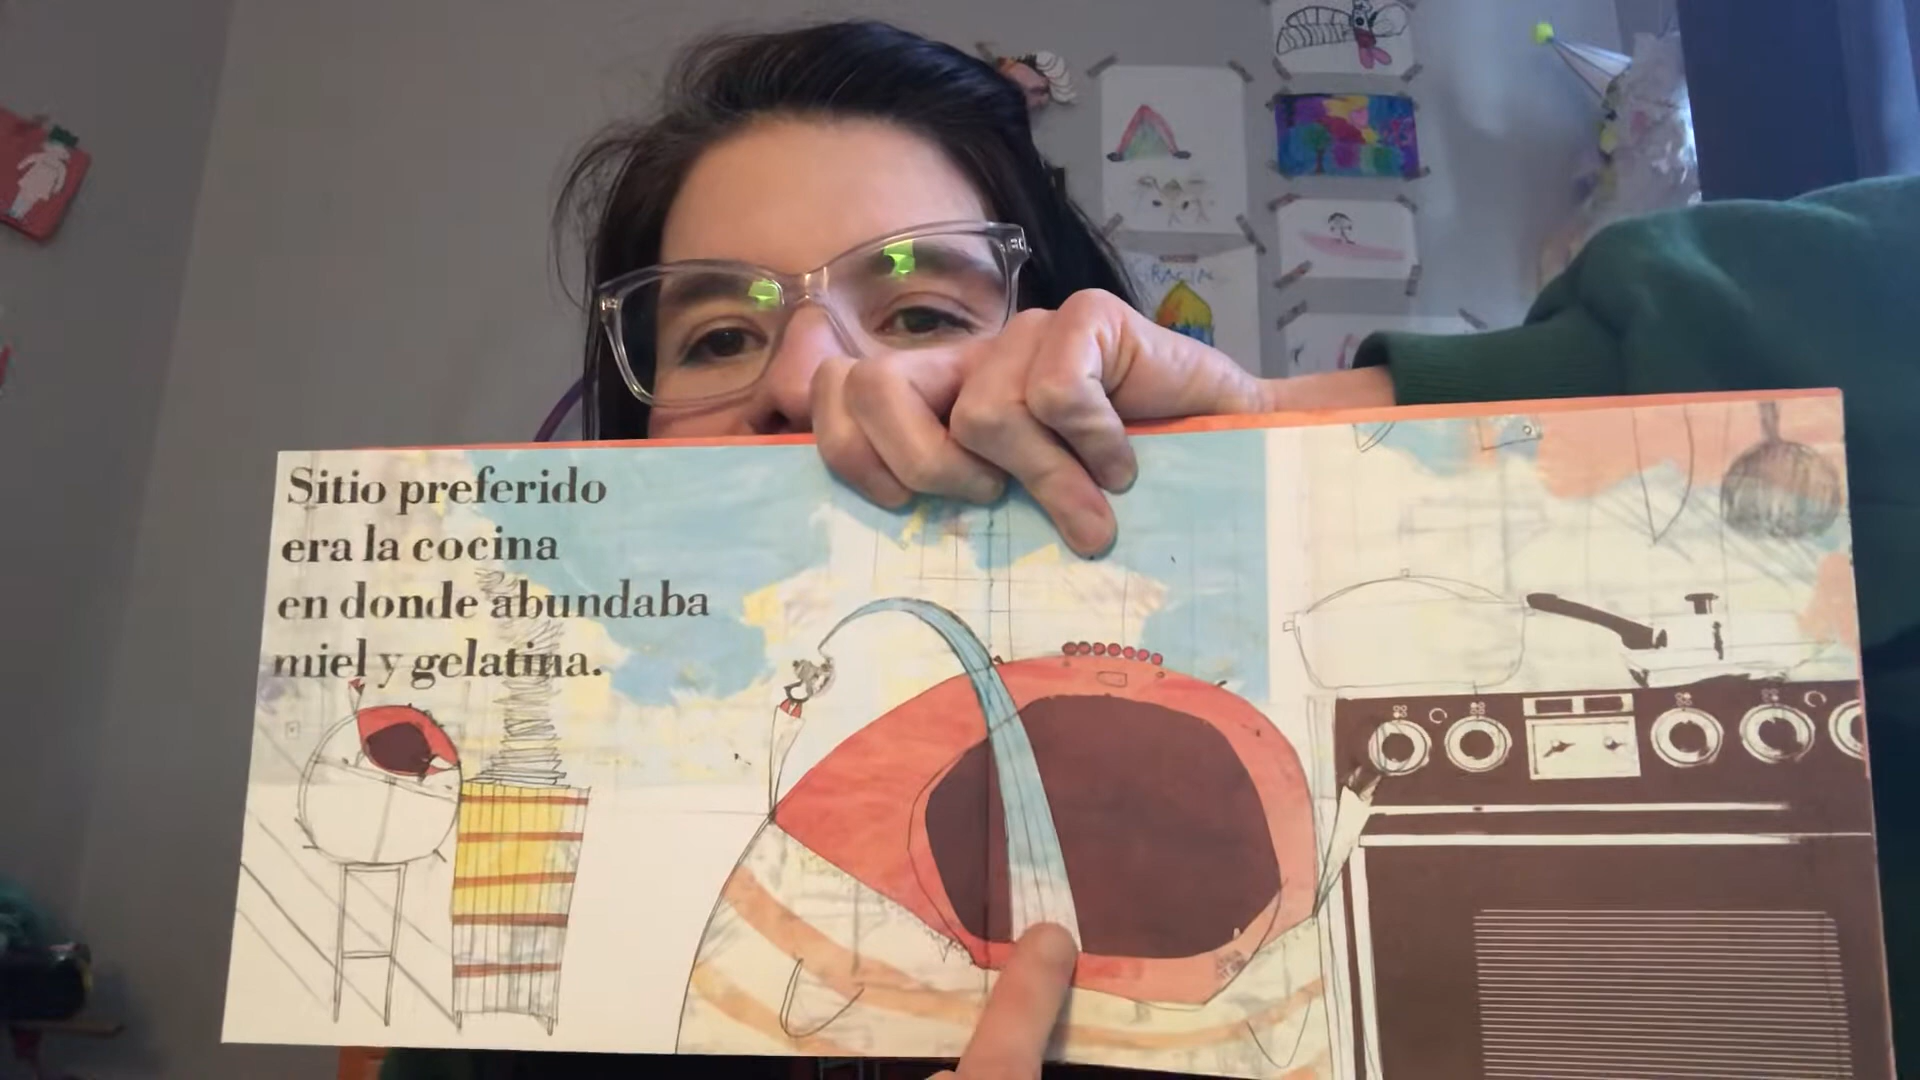 Sitio preferido
era la cocina
en donde abundaba
miel y gelatina.